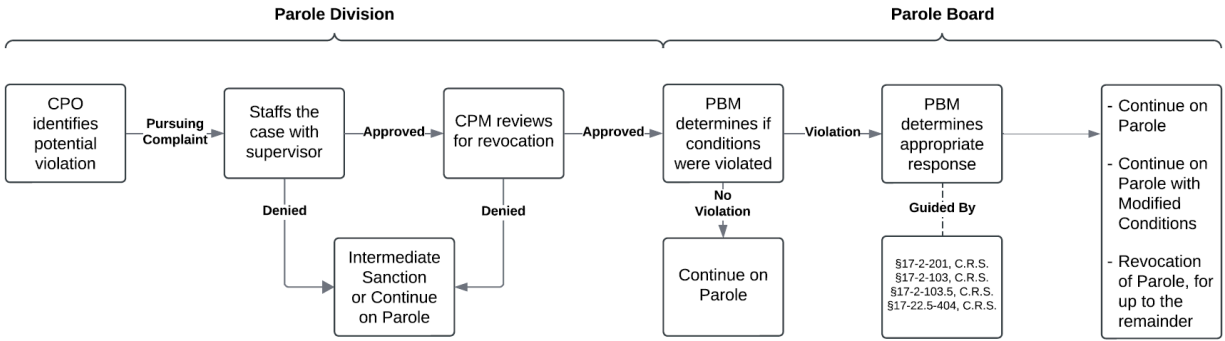 Parole Division
Parole Board
CPO
identifies
potential
violation
Pursuing
Complaint
Staffs the
case with
supervisor
Approved
CPM reviews
for revocation
Approved
PBM
determines if
conditions
were violated
Violation
PBM
determines
appropriate
response
- Continue on
Parole
- Continue on
Parole with
Modified
Conditions
- Revocation
of Parole, for
up to the
remainder
Denied
Denied
No
Violation
Guided By
Intermediate
Sanction
or Continue
on Parole
Continue on
Parole
§17-2-201, C.R.S.
§17-2-103, C.R.S.
§17-2-103.5, C.R.S.
§17-22.5-404, C.R.S.